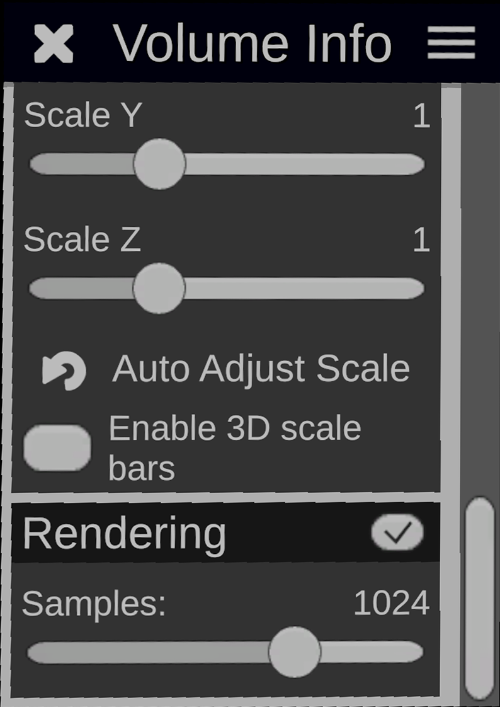 Volume Info
Scale Y 1
Scale Z 1
Auto Adjust Scale
Enable 3D scale
bars
Rendering
Samples: 1024